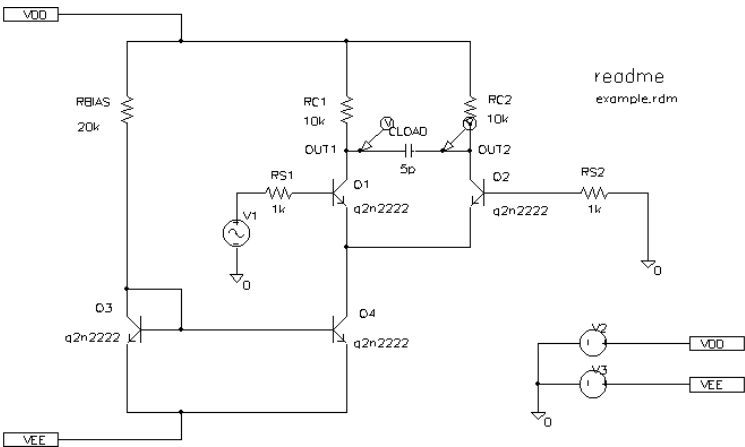 VDD
RBIAS
20k
RC1
10k
RC2
10k
readme
example.rdm
V
V
CLOAD
5p
OUT1
OUT2
RS1
1k
Q1
q2n2222
Q2
q2n2222
RS2
1k
V1
0
0
Q3
q2n2222
Q4
q2n2222
V2
VDD
V3
VEE
0
VEE